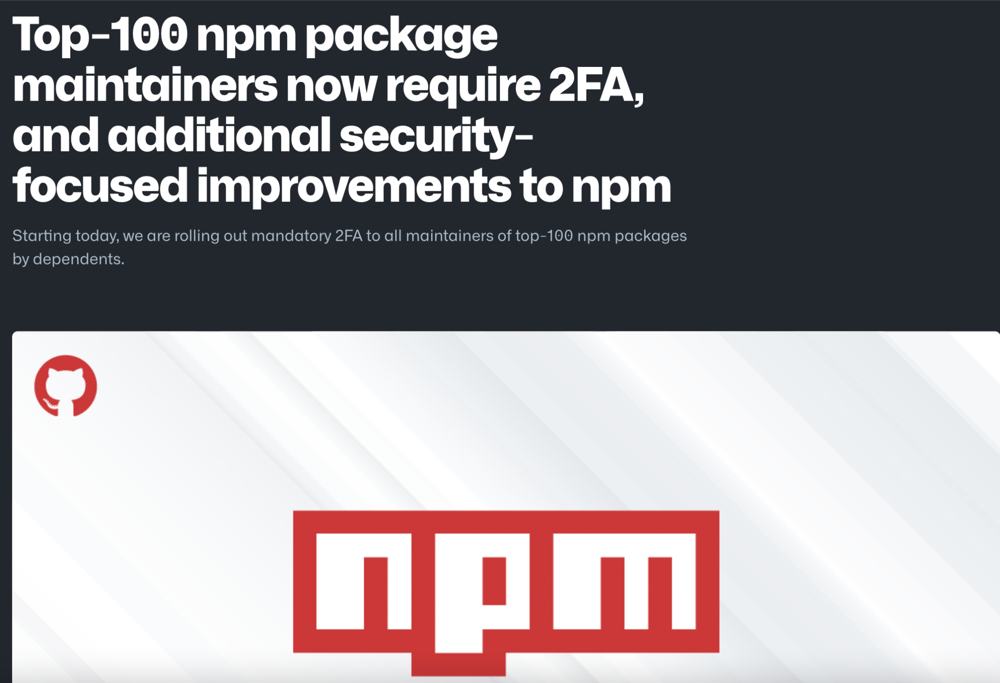 Top-100 npm package
maintainers now require 2FA,
and additional security-
focused improvements to npm
Starting today, we are rolling out mandatory 2FA to all maintainers of top-100 npm packages
by dependents.
npm